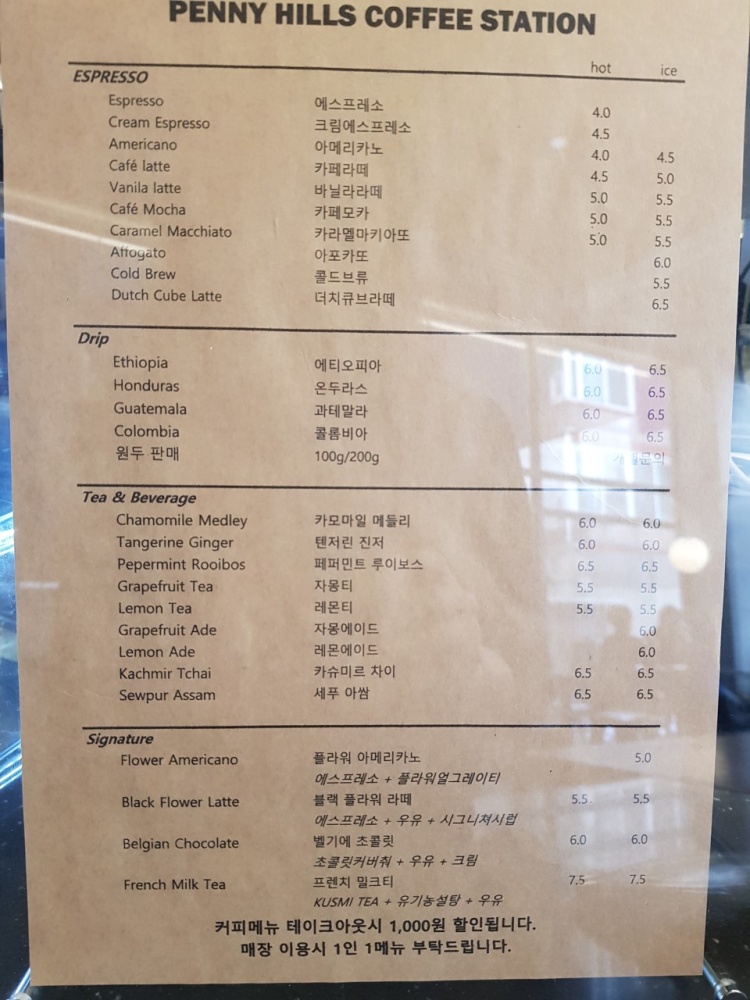 PENNY HILLS COFFEE STATION
hot ice
ESPRESSO
Espresso 에스프레소 4.0
Cream Espresso 크림에스프레소 4.5
Americano 아메리카노 4.0 4.5
Café latte 카페라떼 4.5 5.0
Vanila latte 바닐라라떼 5.0 5.5
Café Mocha 카페모카 5.0 5.5
Caramel Macchiato 카라멜마키아또 5.0 5.5
Affogato 아포카또 6.0
Cold Brew 콜드브류 5.5
Dutch Cube Latte 더치큐브라떼 6.5
Drip
Ethiopia 에티오피아 6.0 6.5
Honduras 온두라스 6.0 6.5
Guatemala 과테말라 6.0 6.5
Colombia 콜롬비아 6.0 6.5
원두 판매 100g/200g
Tea & Beverage
Chamomile Medley 카모마일 메들리 6.0 6.0
Tangerine Ginger 텐저린 진저 6.0 6.0
Pepermint Rooibos 페퍼민트 루이보스 6.5 6.5
Grapefruit Tea 자몽티 5.5 5.5
Lemon Tea 레몬티 5.5 5.5
Grapefruit Ade 자몽에이드 6.0
Lemon Ade 레몬에이드 6.0
Kachmir Tchai 카슈미르 차이 6.5 6.5
Sewpur Assam 세푸 아쌈 6.5 6.5
Signature
Flower Americano 플라워 아메리카노 5.0
에스프레소 + 플라워얼그레이티
Black Flower Latte 블랙 플라워 라떼 5.5 5.5
에스프레소 + 우유 + 시그니쳐시럽
Belgian Chocolate 벨기에 초콜릿 6.0 6.0
초콜릿커버춰 + 우유 + 크림
French Milk Tea 프렌치 밀크티 7.5 7.5
KUSMI TEA + 유기농설탕 + 우유
커피메뉴 테이크아웃시 1,000원 할인됩니다.
매장 이용시 1인 1메뉴 부탁드립니다.